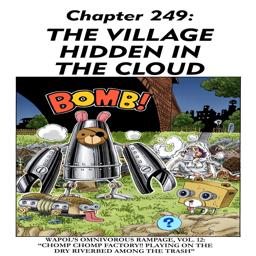 Chapter 249:
THE VILLAGE
HIDDEN IN
THE CLOUD
BOMB!
?
WAPOL'S OMNIVOROUS RAMPAGE, VOL. 12:
"CHOMP CHOMP FACTORY!! PLAYING ON THE
DRY RIVERBED AMONG THE TRASH"